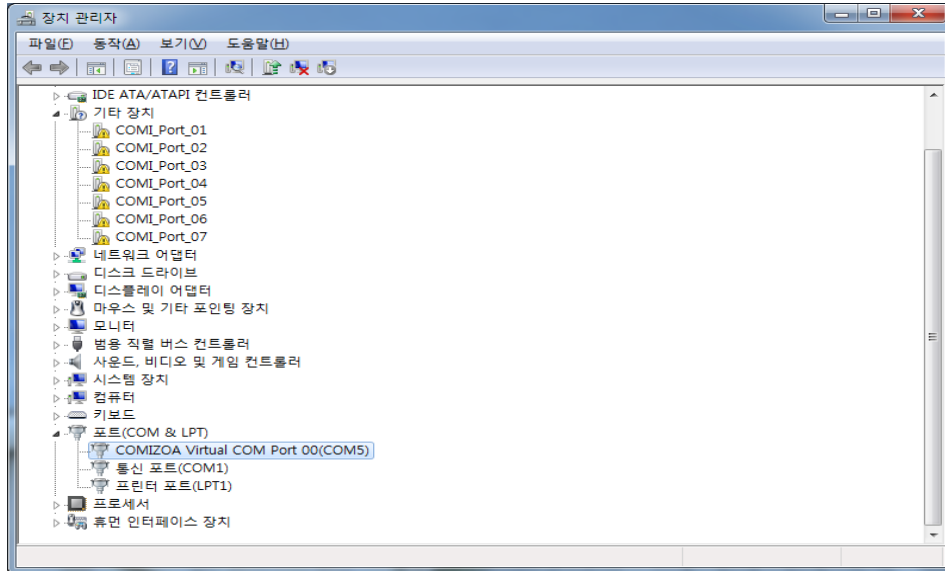 장치 관리자
파일(F) 동작(A) 보기(V) 도움말(H)
IDE ATA/ATAPI 컨트롤러
기타 장치
COMI_Port_01
COMI_Port_02
COMI_Port_03
COMI_Port_04
COMI_Port_05
COMI_Port_06
COMI_Port_07
네트워크 어댑터
디스크 드라이브
디스플레이 어댑터
마우스 및 기타 포인팅 장치
모니터
범용 직렬 버스 컨트롤러
사운드, 비디오 및 게임 컨트롤러
시스템 장치
컴퓨터
키보드
포트(COM & LPT)
COMIZOA Virtual COM Port 00(COM5)
통신 포트(COM1)
프린터 포트(LPT1)
프로세서
휴먼 인터페이스 장치